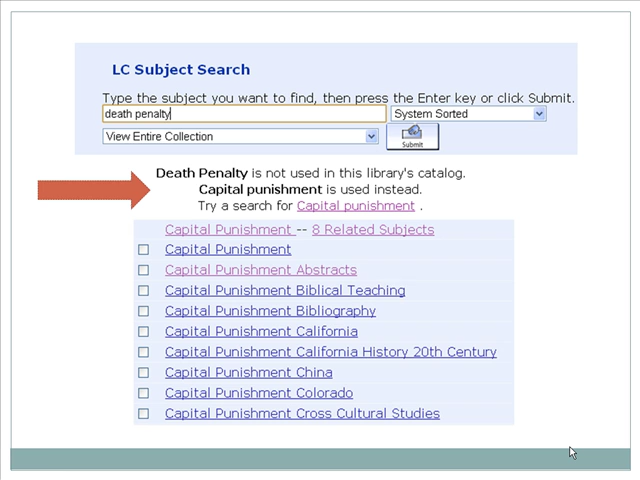 LC Subject Search
Type the subject you want to find, then press the Enter key or click Submit.
death penalty System Sorted
View Entire Collection Submit
Death Penalty is not used in this library's catalog.
Capital punishment is used instead.
Try a search for Capital punishment .
Capital Punishment -- 8 Related Subjects
Capital Punishment
Capital Punishment Abstracts
Capital Punishment Biblical Teaching
Capital Punishment Bibliography
Capital Punishment California
Capital Punishment California History 20th Century
Capital Punishment China
Capital Punishment Colorado
Capital Punishment Cross Cultural Studies